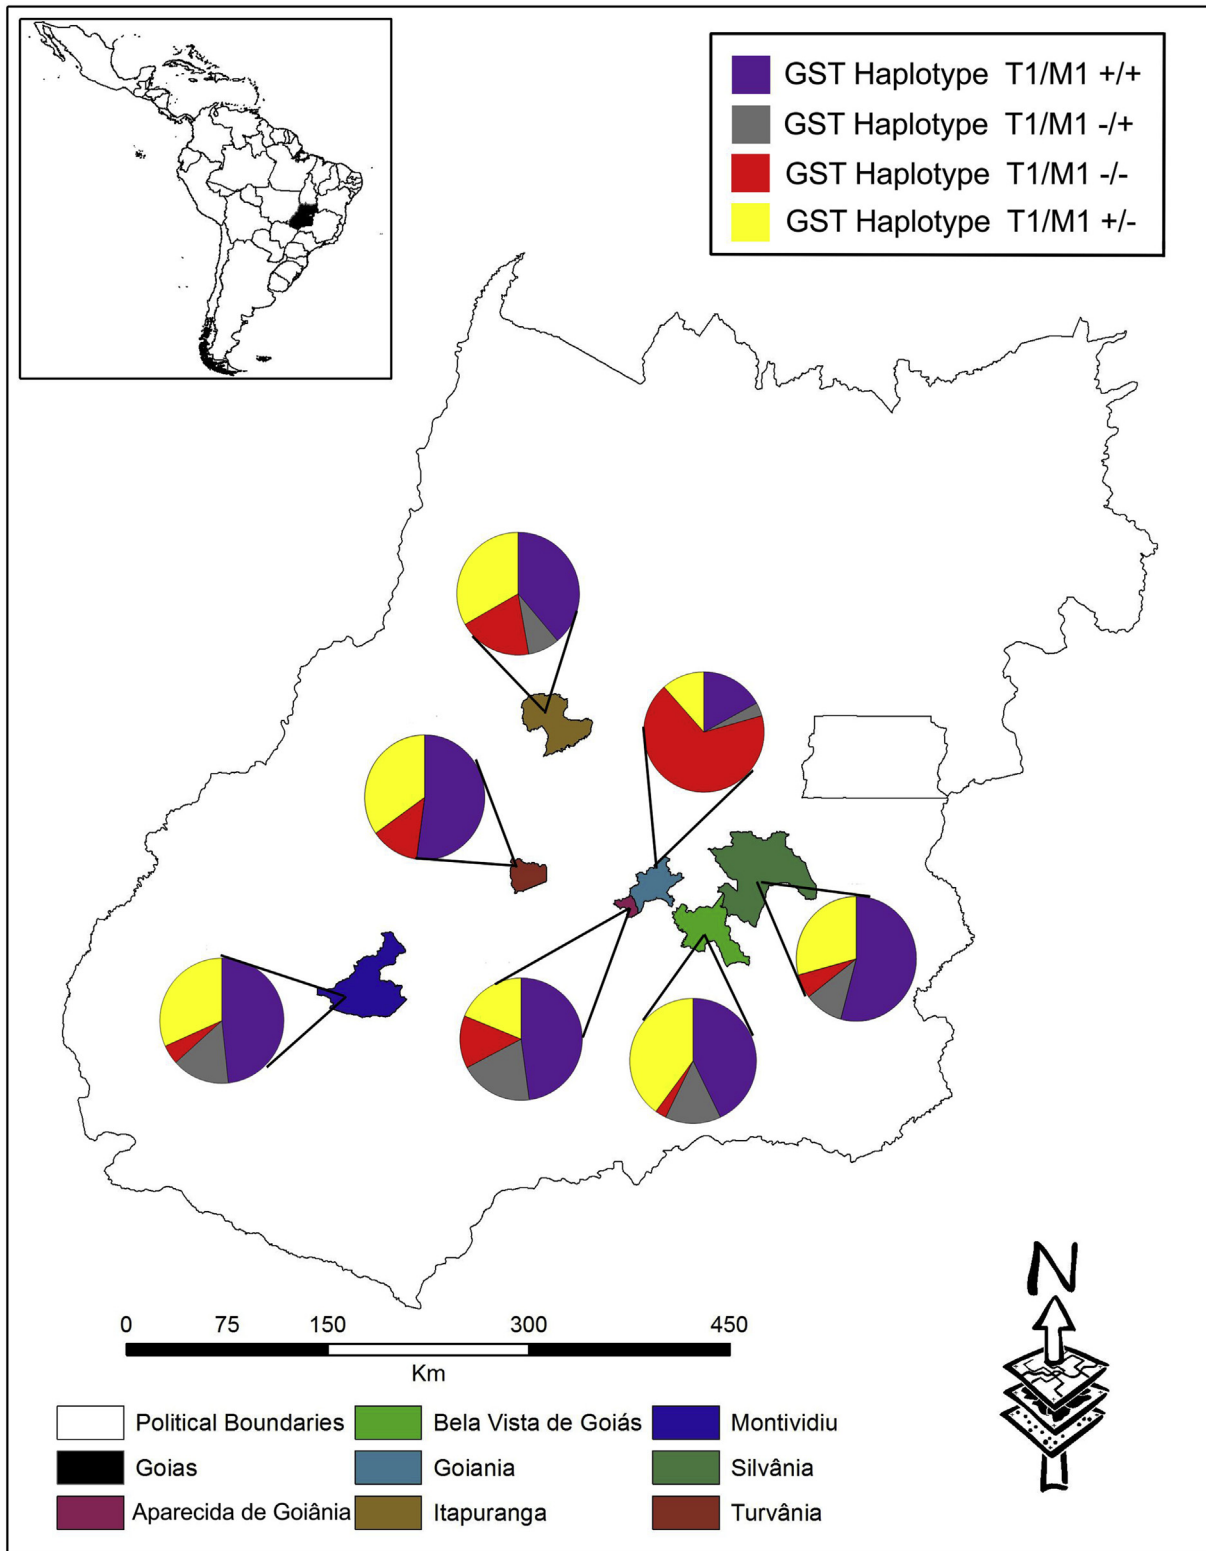 GST Haplotype T1/M1 +/+
GST Haplotype T1/M1 -/+
GST Haplotype T1/M1 -/-
GST Haplotype T1/M1 +/-
N
0 75 150 300 450
Km
Political Boundaries
Bela Vista de Goiás
Montividiu
Goias
Goiania
Silvânia
Aparecida de Goiânia
Itapuranga
Turvânia